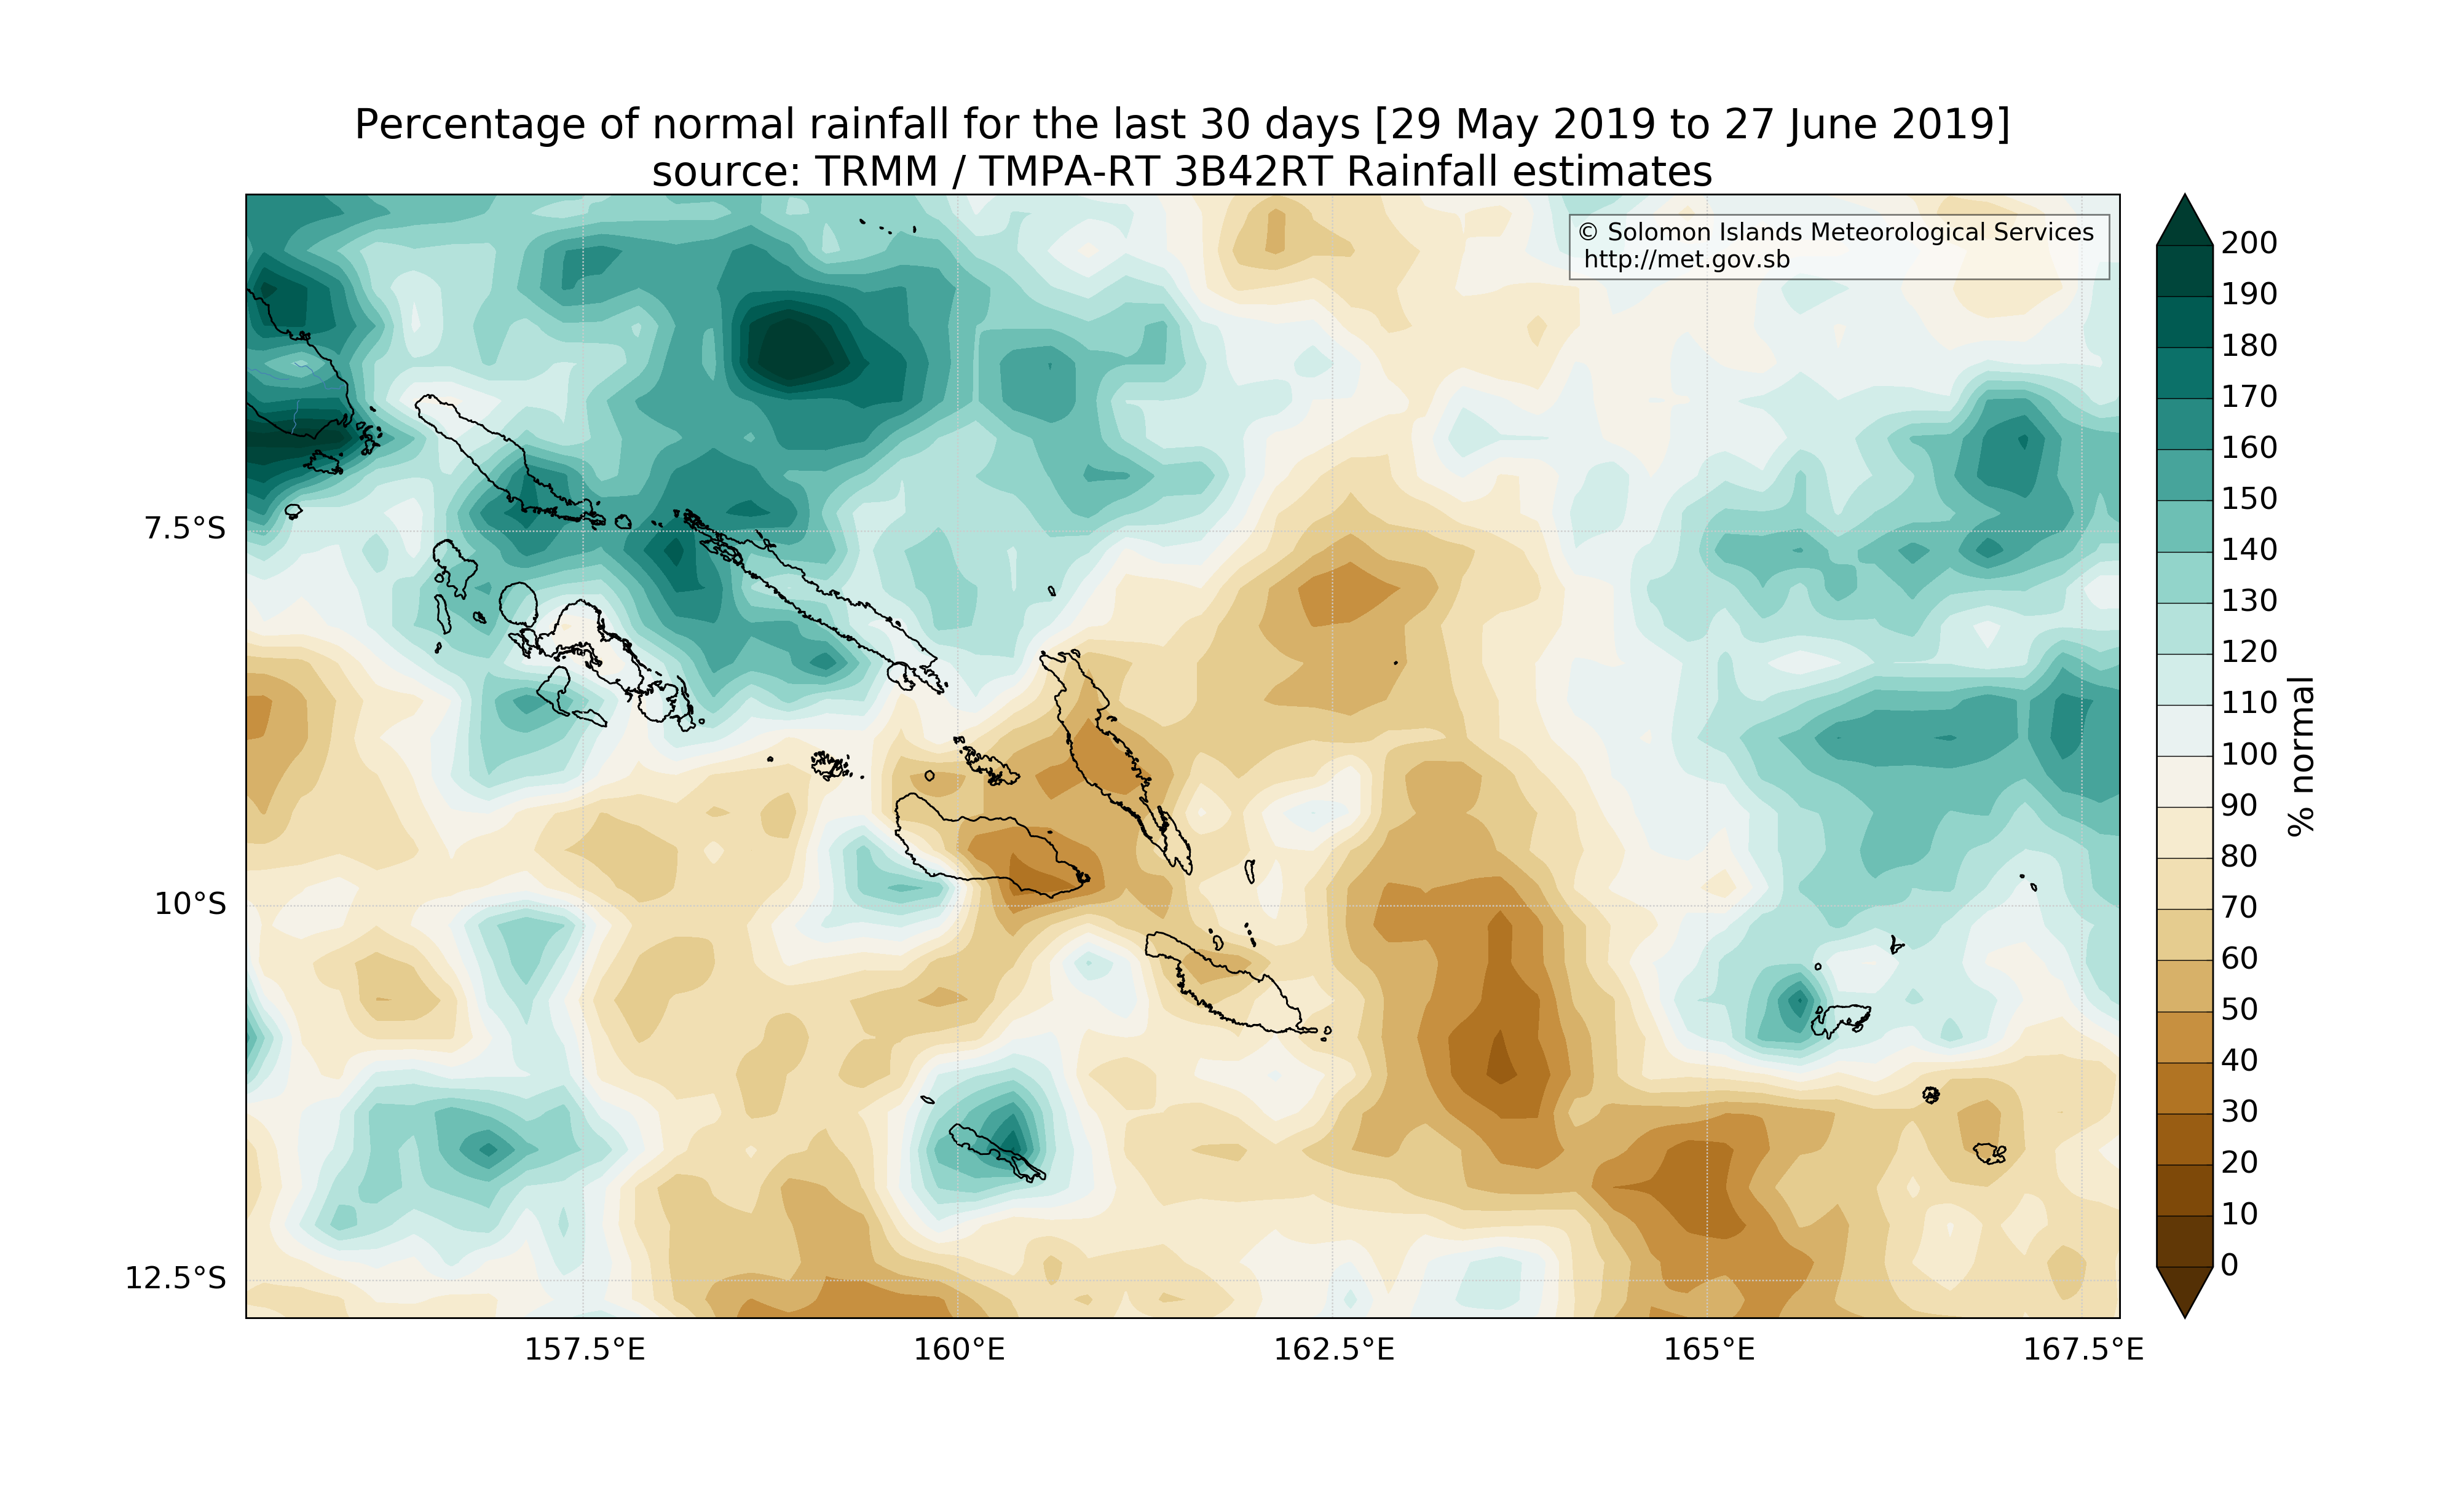 Percentage of normal rainfall for the last 30 days [29 May 2019 to 27 June 2019]
source: TRMM / TMPA-RT 3B42RT Rainfall estimates
© Solomon Islands Meteorological Services
http://met.gov.sb
7.5°S
10°S
12.5°S
157.5°E
160°E
162.5°E
165°E
167.5°E
200
190
180
170
160
150
140
130
120
110
100
90
80
70
60
50
40
30
20
10
0
% normal